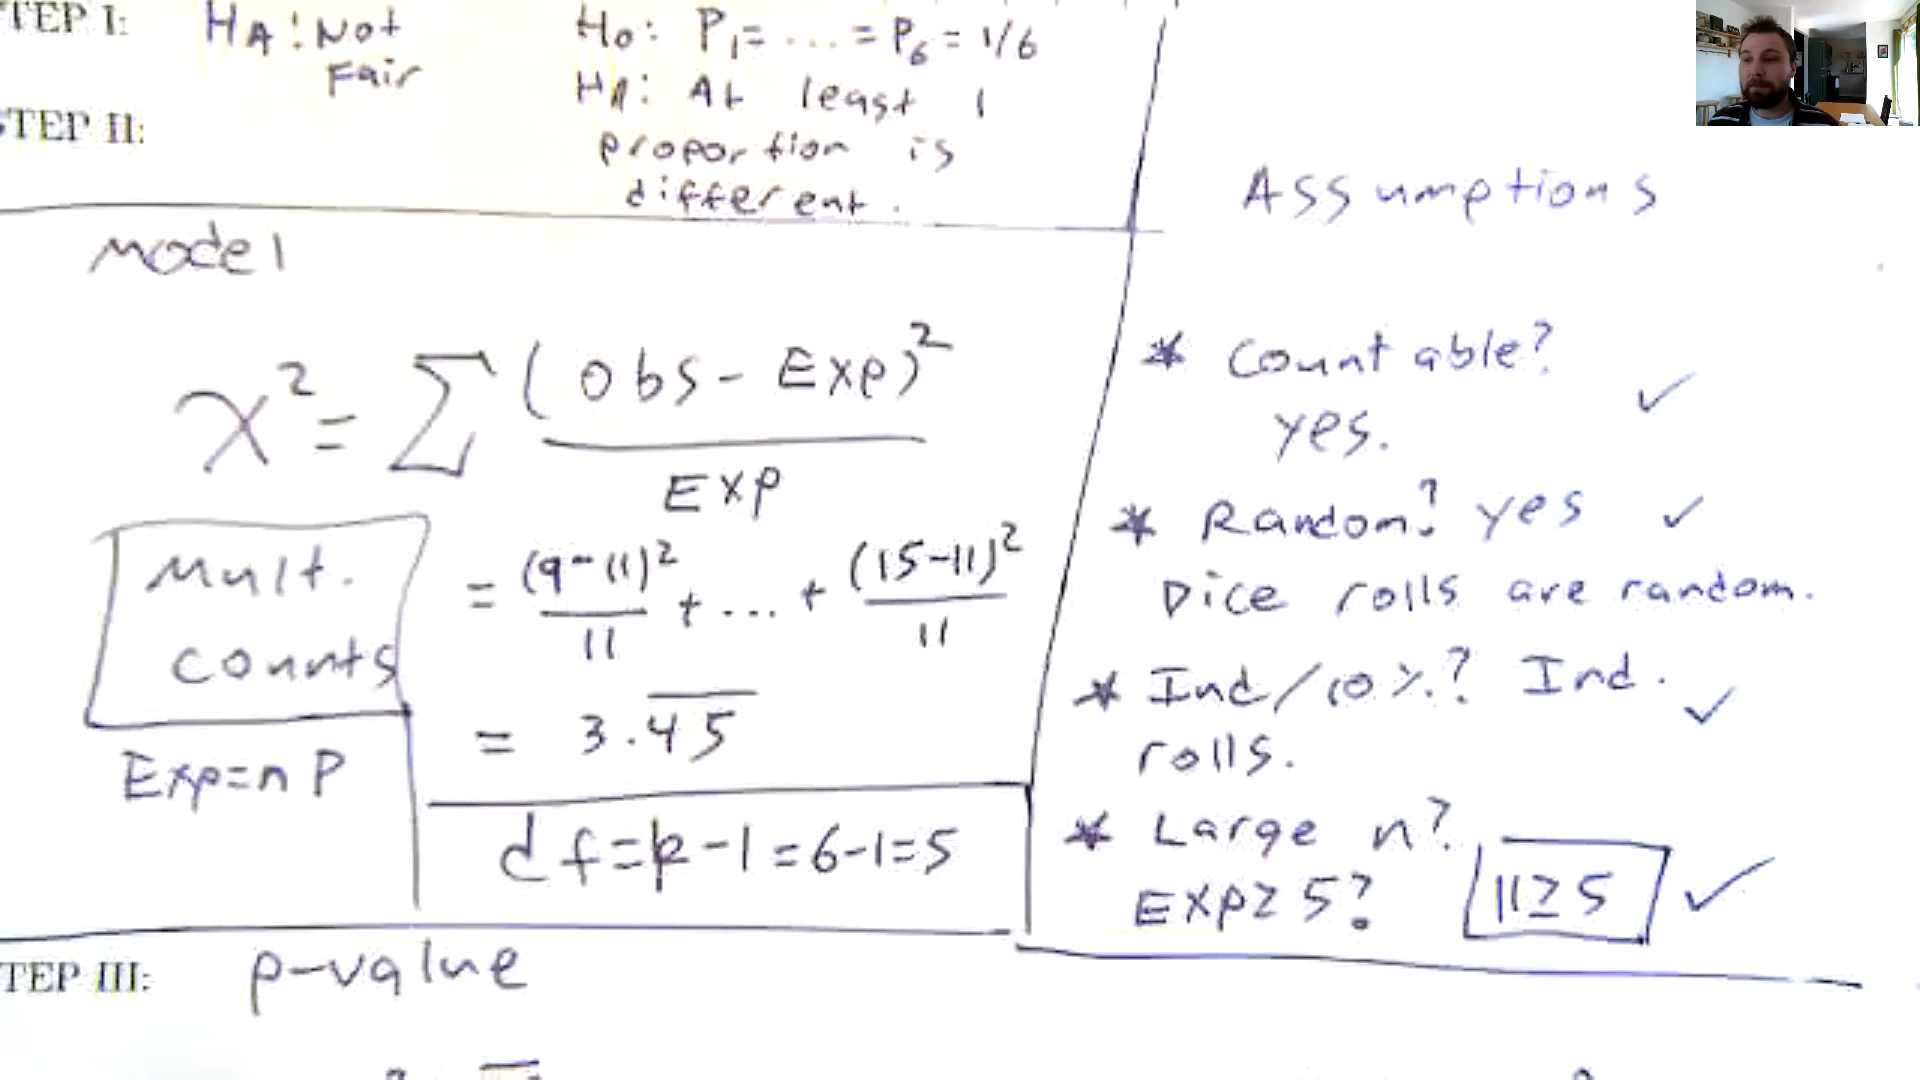 TEP I: HA: Not Fair
H0: P1 = ... = P6 = 1/6
HA: At least 1
proportion is
different.
STEP II:
Model
χ² = ∑ (Obs - Exp)² / Exp
= (9-11)²/11 + ... + (15-11)²/11
= 3.4̅5̅
Mult.
counts
Exp = n P
df = k-1 = 6-1 = 5
Assumptions
* Countable? ✓
yes.
* Random? yes ✓
Dice rolls are random.
* Ind/10%? Ind. ✓
rolls.
* Large n?
Exp ≥ 5? 11 ≥ 5 ✓
TEP III: p-value